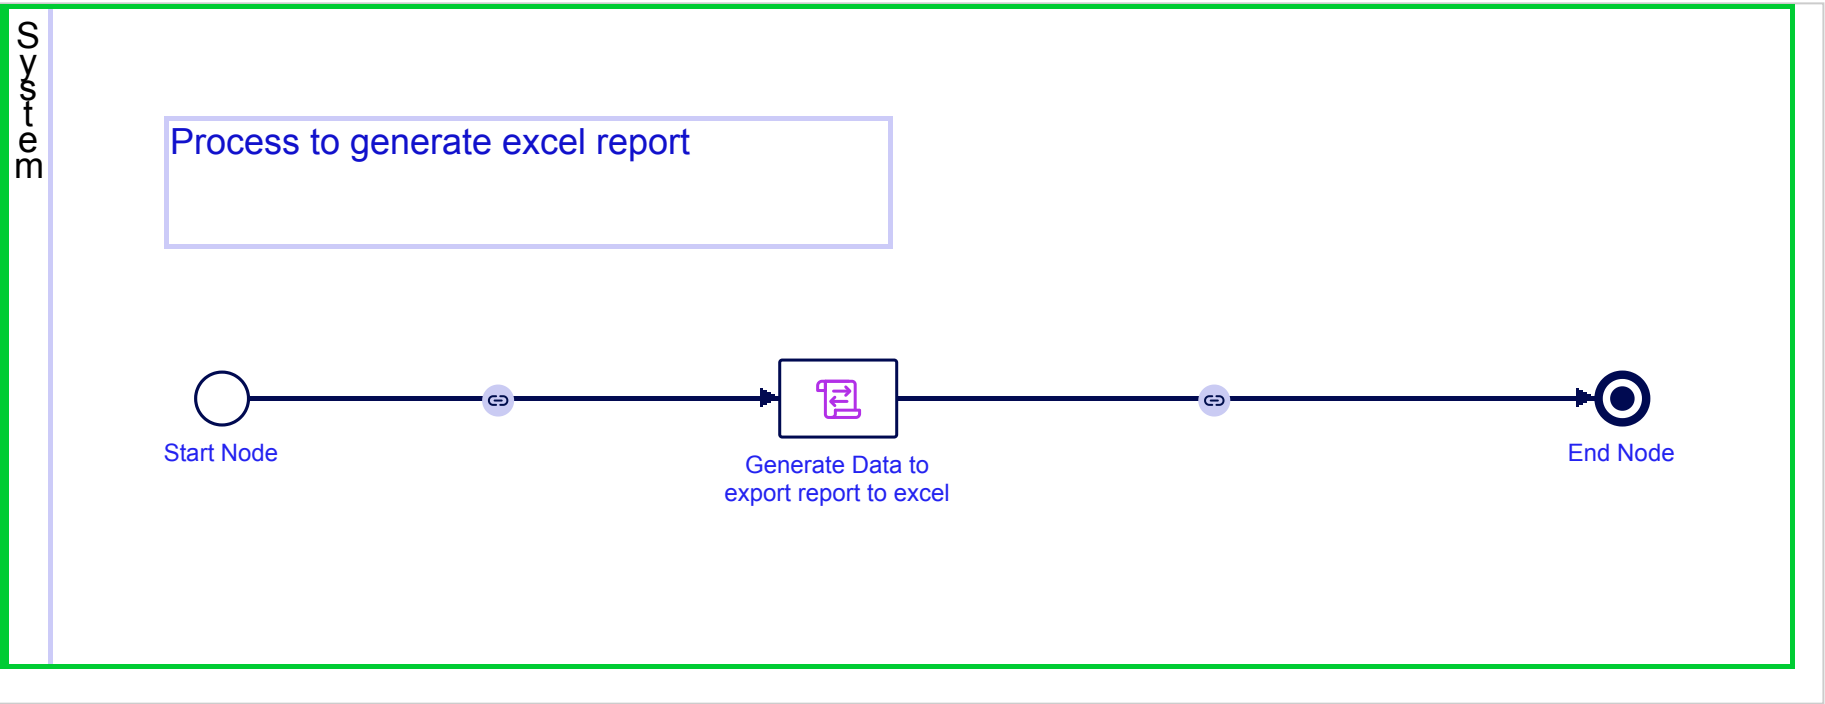 System
Process to generate excel report
Start Node
Generate Data to
export report to excel
End Node